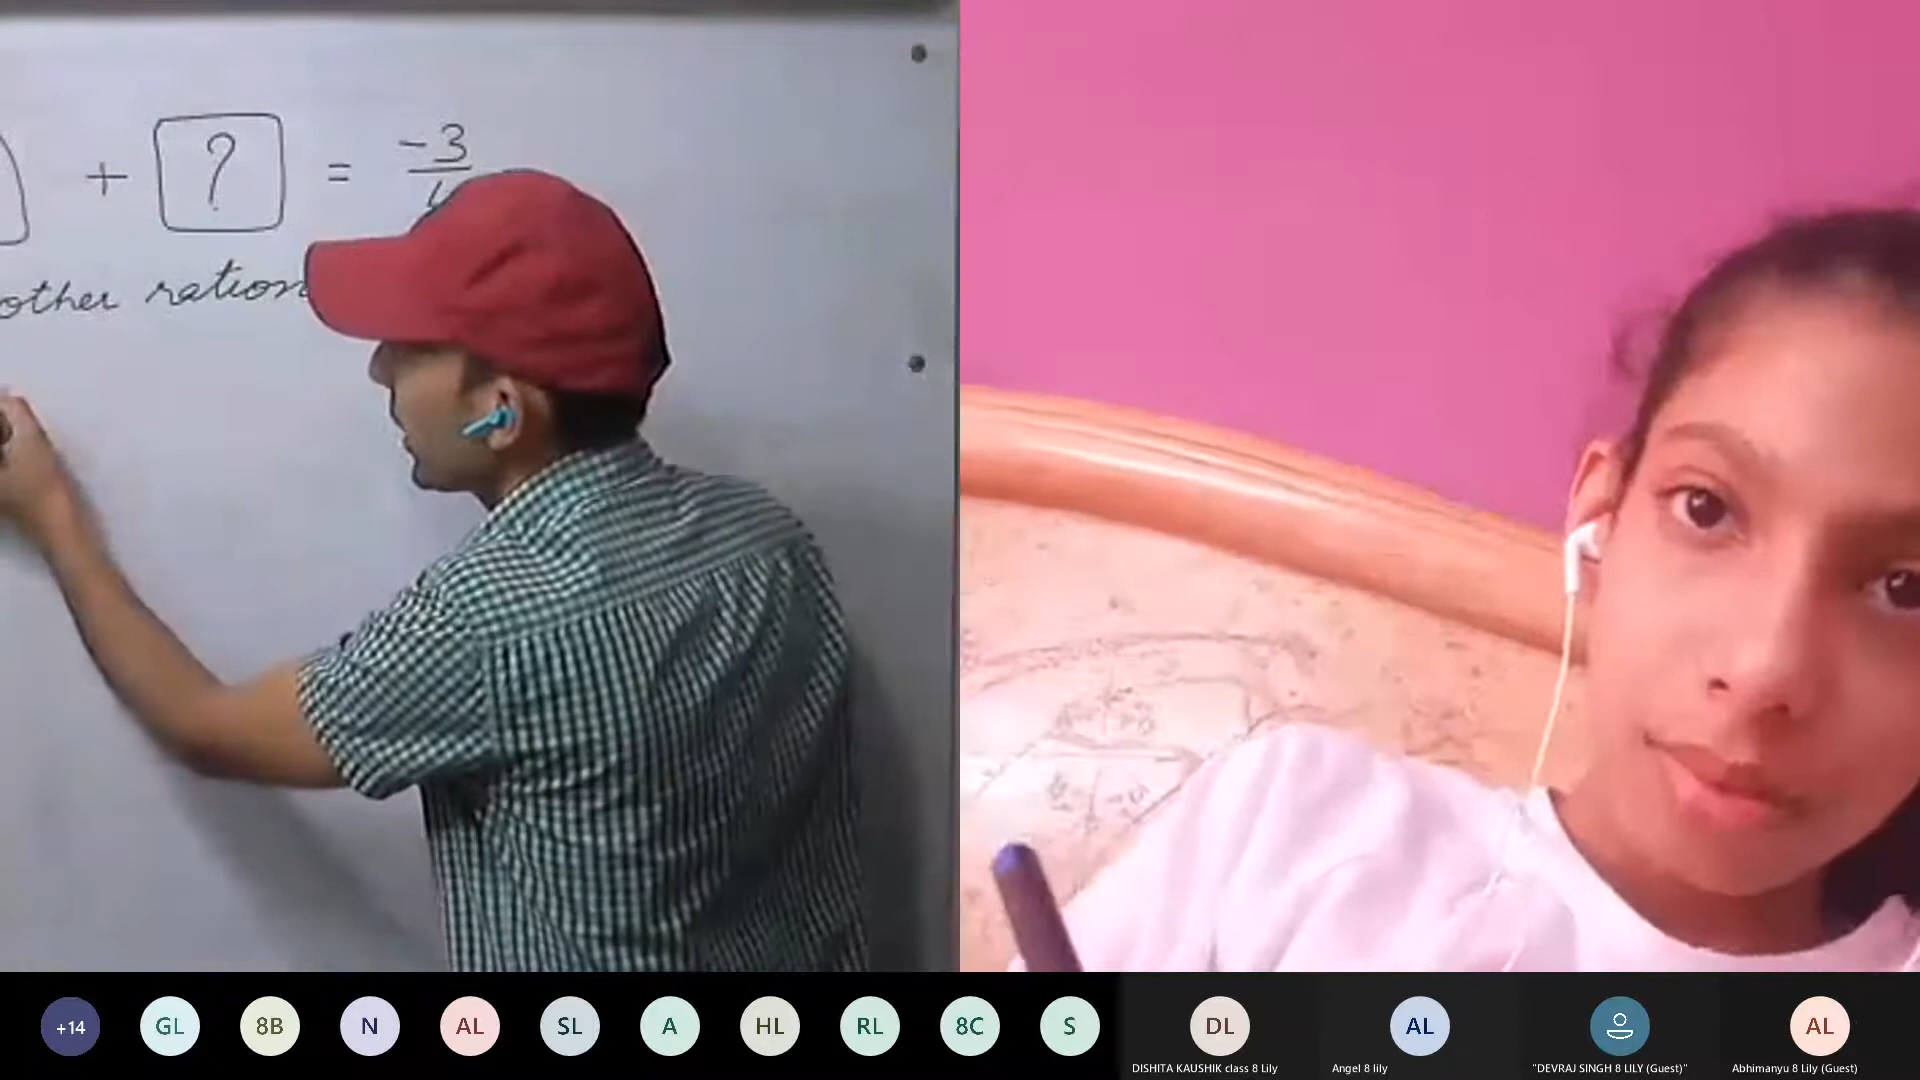 + ? = -3
other ration
+14 GL 8B N AL SL A HL RL 8C S DL AL AL
DISHITA KAUSHIK class 8 Lily Angel 8 lily "DEVRAJ SINGH 8 LILY (Guest)" Abhimanyu 8 Lily (Guest)